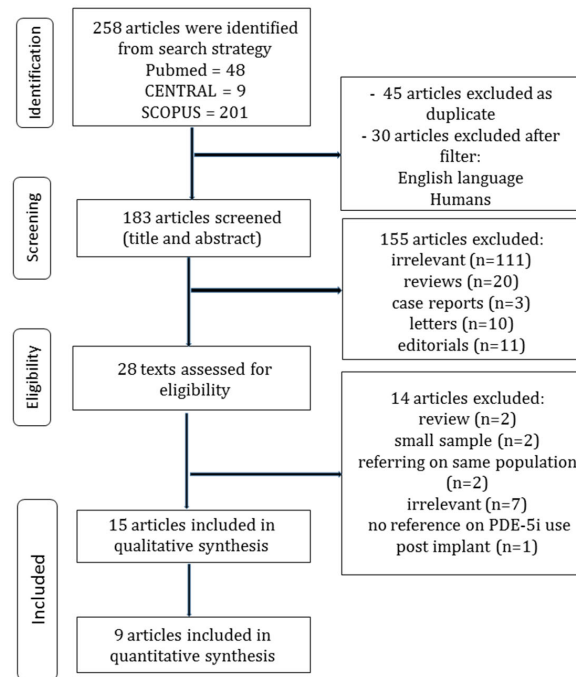 Identification
258 articles were identified
from search strategy
Pubmed = 48
CENTRAL = 9
SCOPUS = 201
- 45 articles excluded as
duplicate
- 30 articles excluded after
filter:
English language
Humans
Screening
183 articles screened
(title and abstract)
155 articles excluded:
irrelevant (n=111)
reviews (n=20)
case reports (n=3)
letters (n=10)
editorials (n=11)
Eligibility
28 texts assessed for
eligibility
14 articles excluded:
review (n=2)
small sample (n=2)
referring on same population
(n=2)
irrelevant (n=7)
no reference on PDE-5i use
post implant (n=1)
Included
15 articles included in
qualitative synthesis
9 articles included in
quantitative synthesis